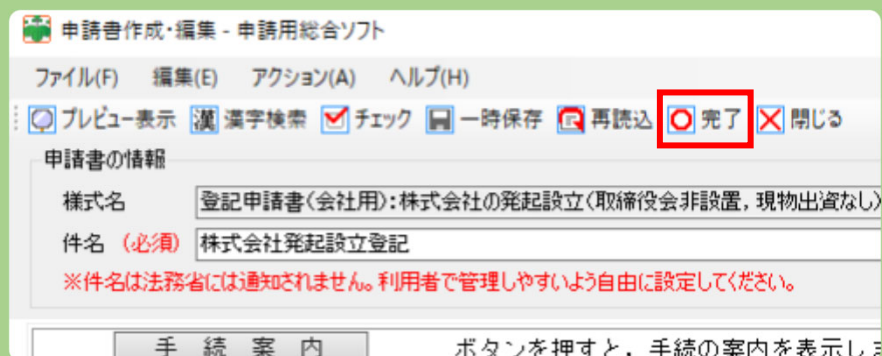 申請書作成・編集 - 申請用総合ソフト
ファイル(F) 編集(E) アクション(A) ヘルプ(H)
プレビュー表示 漢 漢字検索 チェック 一時保存 再読込 完了 閉じる
申請書の情報
様式名 登記申請書(会社用):株式会社の発起設立(取締役会非設置,現物出資なし)
件名 (必須) 株式会社発起設立登記
※件名は法務省には通知されません。利用者で管理しやすいよう自由に設定してください。
手 続 案 内 ボタンを押すと,手続の案内を表示しま